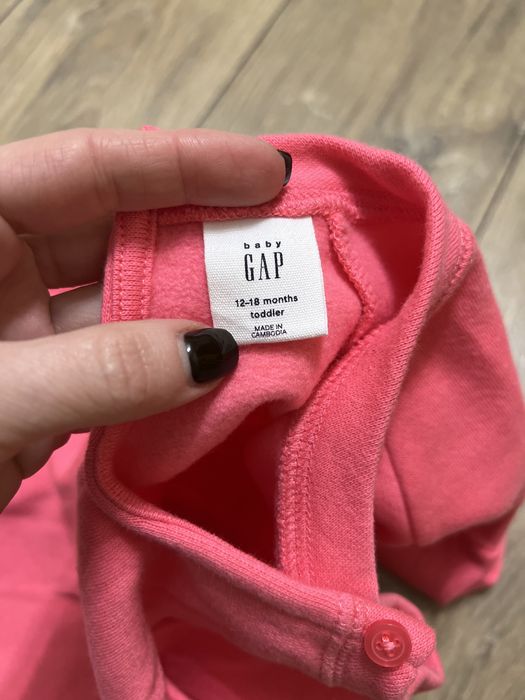 baby
GAP
12-18 months
toddler
MADE IN
CAMBODIA